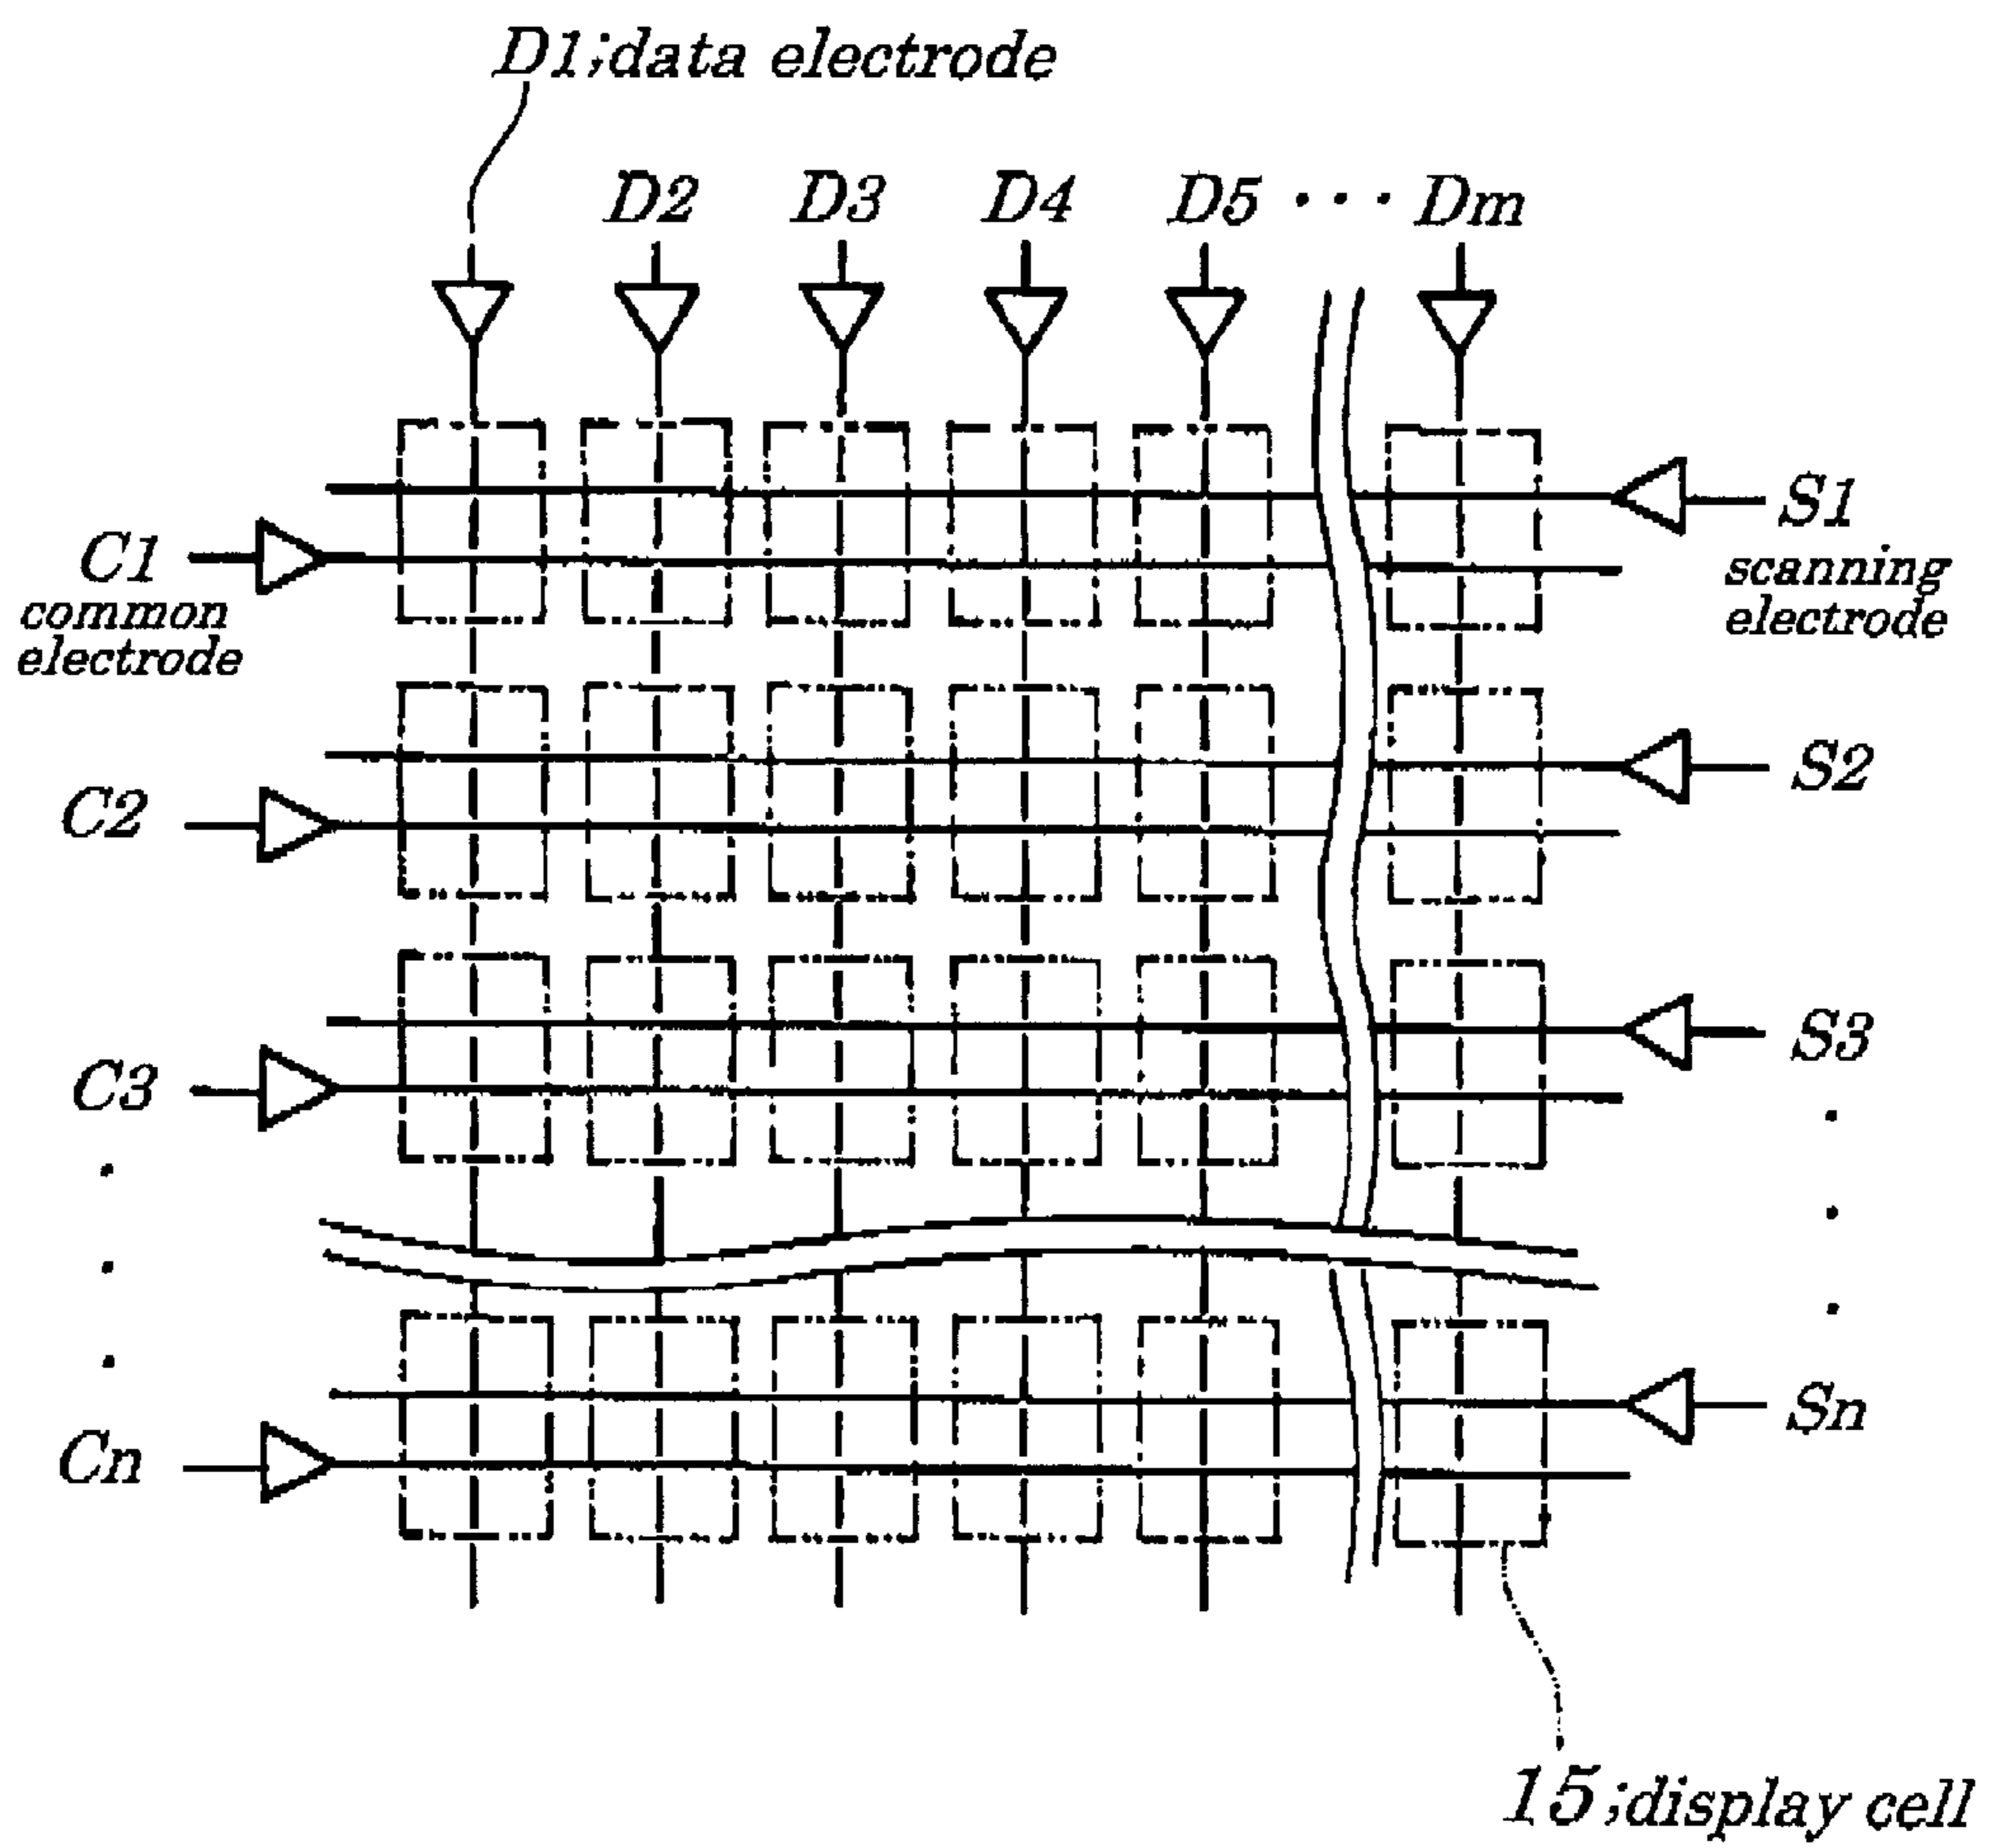 D1;data electrode
D2 D3 D4 D5 ··· Dm
S1
scanning
electrode
C1
common
electrode
S2
C2
S3
C3
Sn
Cn
15;display cell